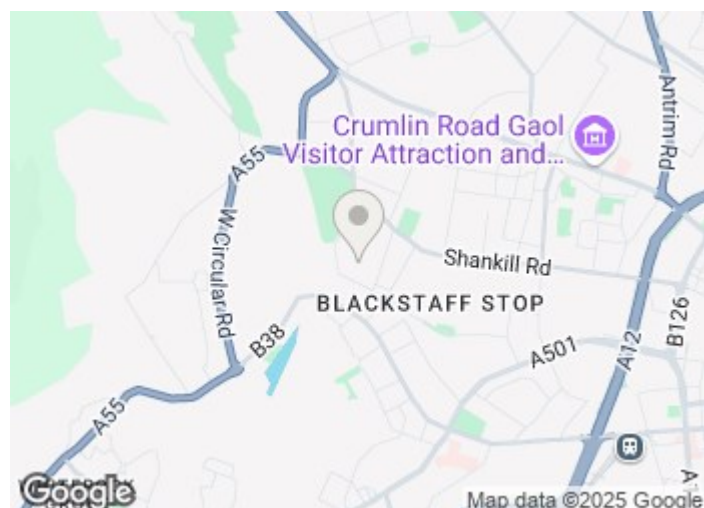 Crumlin Road Gaol
Visitor Attraction and...
Antrim Rd
A55
W Circular Rd
Shankill Rd
BLACKSTAFF STOP
B126
B38
A501
A12
A55
Google
Map data ©2025 Google